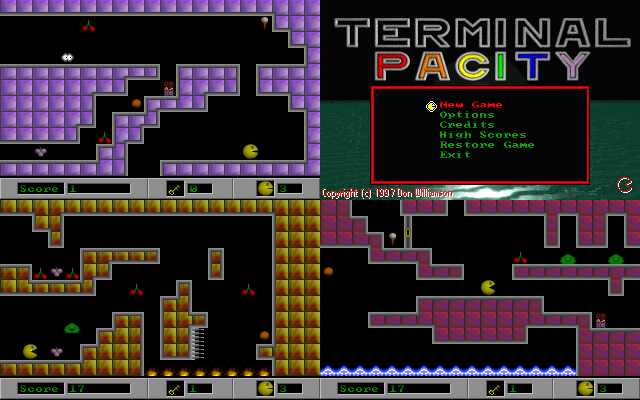 TERMINAL
PACITY
New Game
Options
Credits
High Scores
Restore Game
Exit
Copyright (c) 1997 Don Williamson
Score 1 0 3
Score 17 1 3
Score 17 1 3